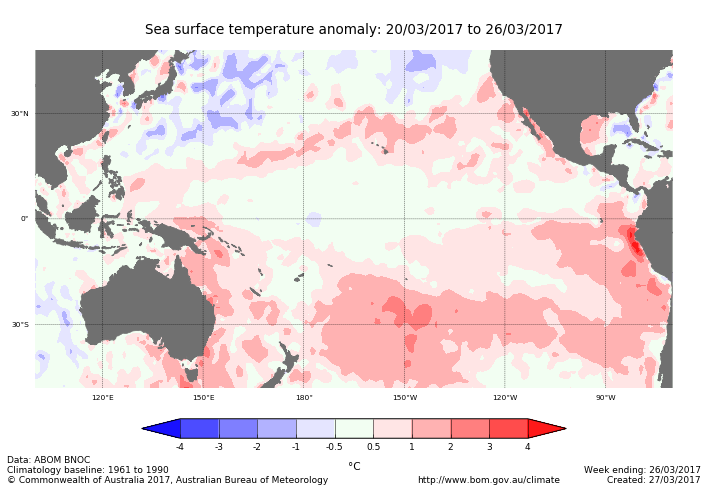 Sea surface temperature anomaly: 20/03/2017 to 26/03/2017
30°N
0°
30°S
120°E 150°E 180° 150°W 120°W 90°W
-4 -3 -2 -1 -0.5 0.5 1 2 3 4
°C
Data: ABOM BNOC
Climatology baseline: 1961 to 1990 Week ending: 26/03/2017
© Commonwealth of Australia 2017, Australian Bureau of Meteorology http://www.bom.gov.au/climate Created: 27/03/2017